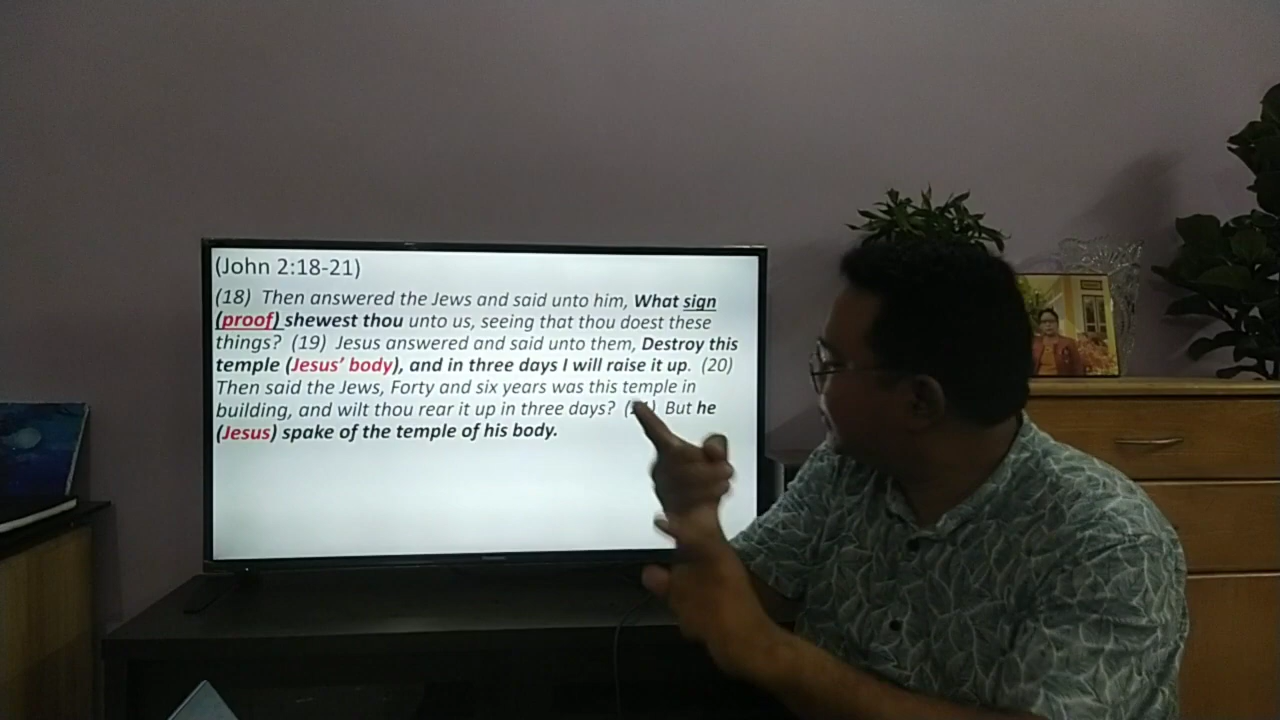 (John 2:18-21)
(18) Then answered the Jews and said unto him, What sign
(proof) shewest thou unto us, seeing that thou doest these
things? (19) Jesus answered and said unto them, Destroy this
temple (Jesus' body), and in three days I will raise it up. (20)
Then said the Jews, Forty and six years was this temple in
building, and wilt thou rear it up in three days? (21) But he
(Jesus) spake of the temple of his body.